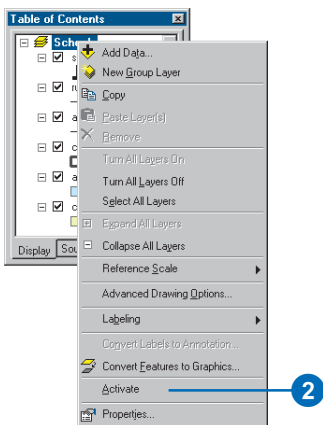 Table of Contents
Sch
s
Add Data...
New Group Layer
ru
Copy
a
Paste Layer(s)
Remove
c
Turn All Layers On
a
Turn All Layers Off
c
Select All Layers
Expand All Layers
Display
Sou
Collapse All Layers
Reference Scale
Advanced Drawing Options...
Labeling
Convert Labels to Annotation...
Convert Features to Graphics...
Activate
2
Properties...